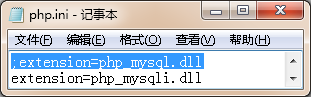 php.ini - 记事本
文件(F) 编辑(E) 格式(O) 查看(V) 帮助(H)
;extension=php_mysql.dll
extension=php_mysqli.dll